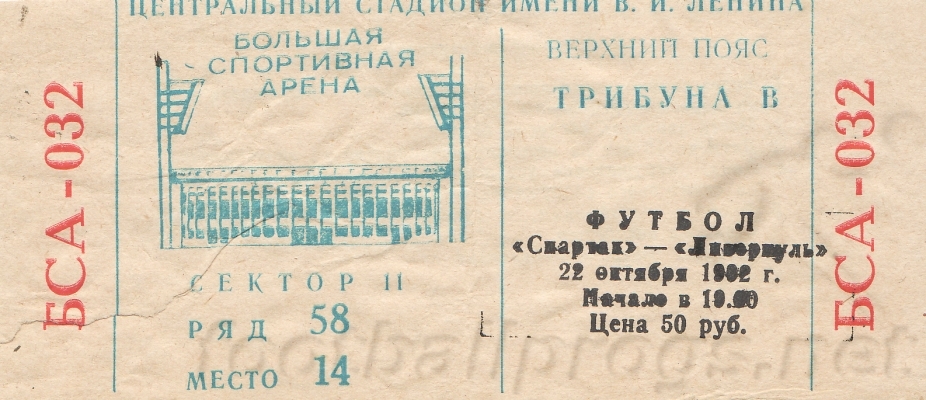 ЦЕНТРАЛЬНЫЙ СТАДИОН ИМЕНИ В. И. ЛЕНИНА
БСА-032
БОЛЬШАЯ
СПОРТИВНАЯ
АРЕНА
СЕКТОР 11
РЯД 58
МЕСТО 14
ВЕРХНИЙ ПОЯС
ТРИБУНА В
ФУТБОЛ
«Спартак» — «Ливерпуль»
22 октября 1992 г.
Начало в 19.00
Цена 50 руб.
БСА-032